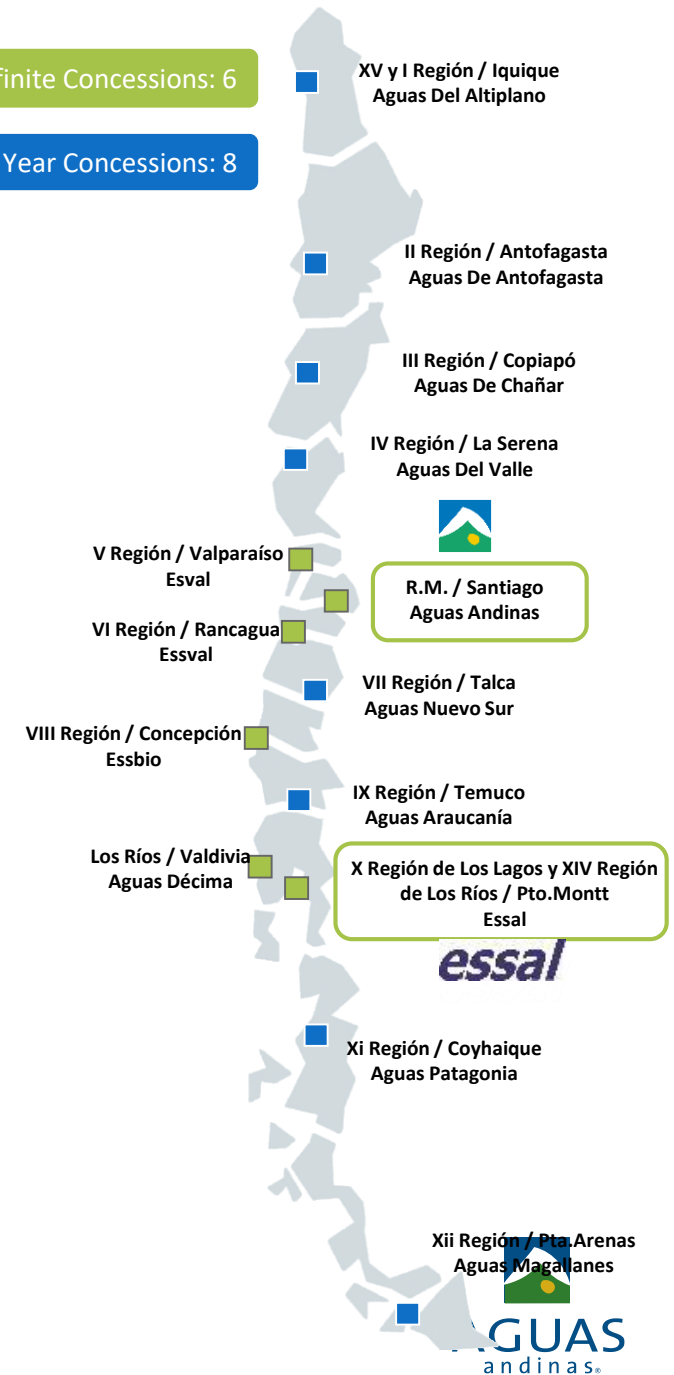 finite Concessions: 6
Year Concessions: 8
XV y I Región / Iquique
Aguas Del Altiplano
II Región / Antofagasta
Aguas De Antofagasta
III Región / Copiapó
Aguas De Chañar
IV Región / La Serena
Aguas Del Valle
V Región / Valparaíso
Esval
R.M. / Santiago
Aguas Andinas
VI Región / Rancagua
Essval
VII Región / Talca
Aguas Nuevo Sur
VIII Región / Concepción
Essbio
IX Región / Temuco
Aguas Araucanía
Los Ríos / Valdivia
Aguas Décima
X Región de Los Lagos y XIV Región
de Los Ríos / Pto.Montt
Essal
essal
Xi Región / Coyhaique
Aguas Patagonia
Xii Región / Pta.Arenas
Aguas Magallanes
AGUAS
andinas®